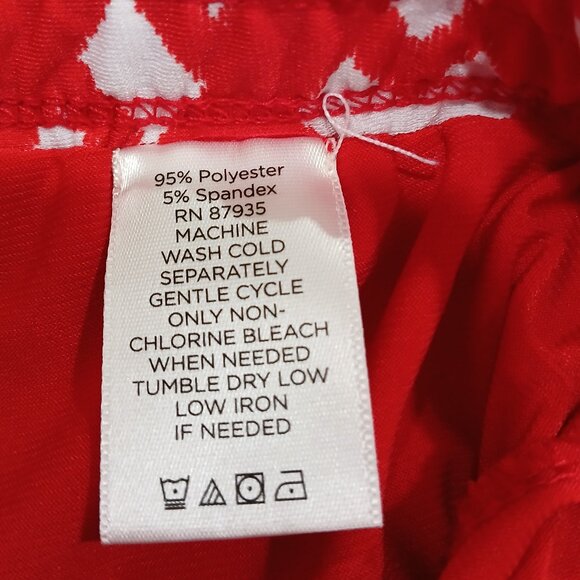 95% Polyester
5% Spandex
RN 87935
MACHINE
WASH COLD
SEPARATELY
GENTLE CYCLE
ONLY NON-
CHLORINE BLEACH
WHEN NEEDED
TUMBLE DRY LOW
LOW IRON
IF NEEDED